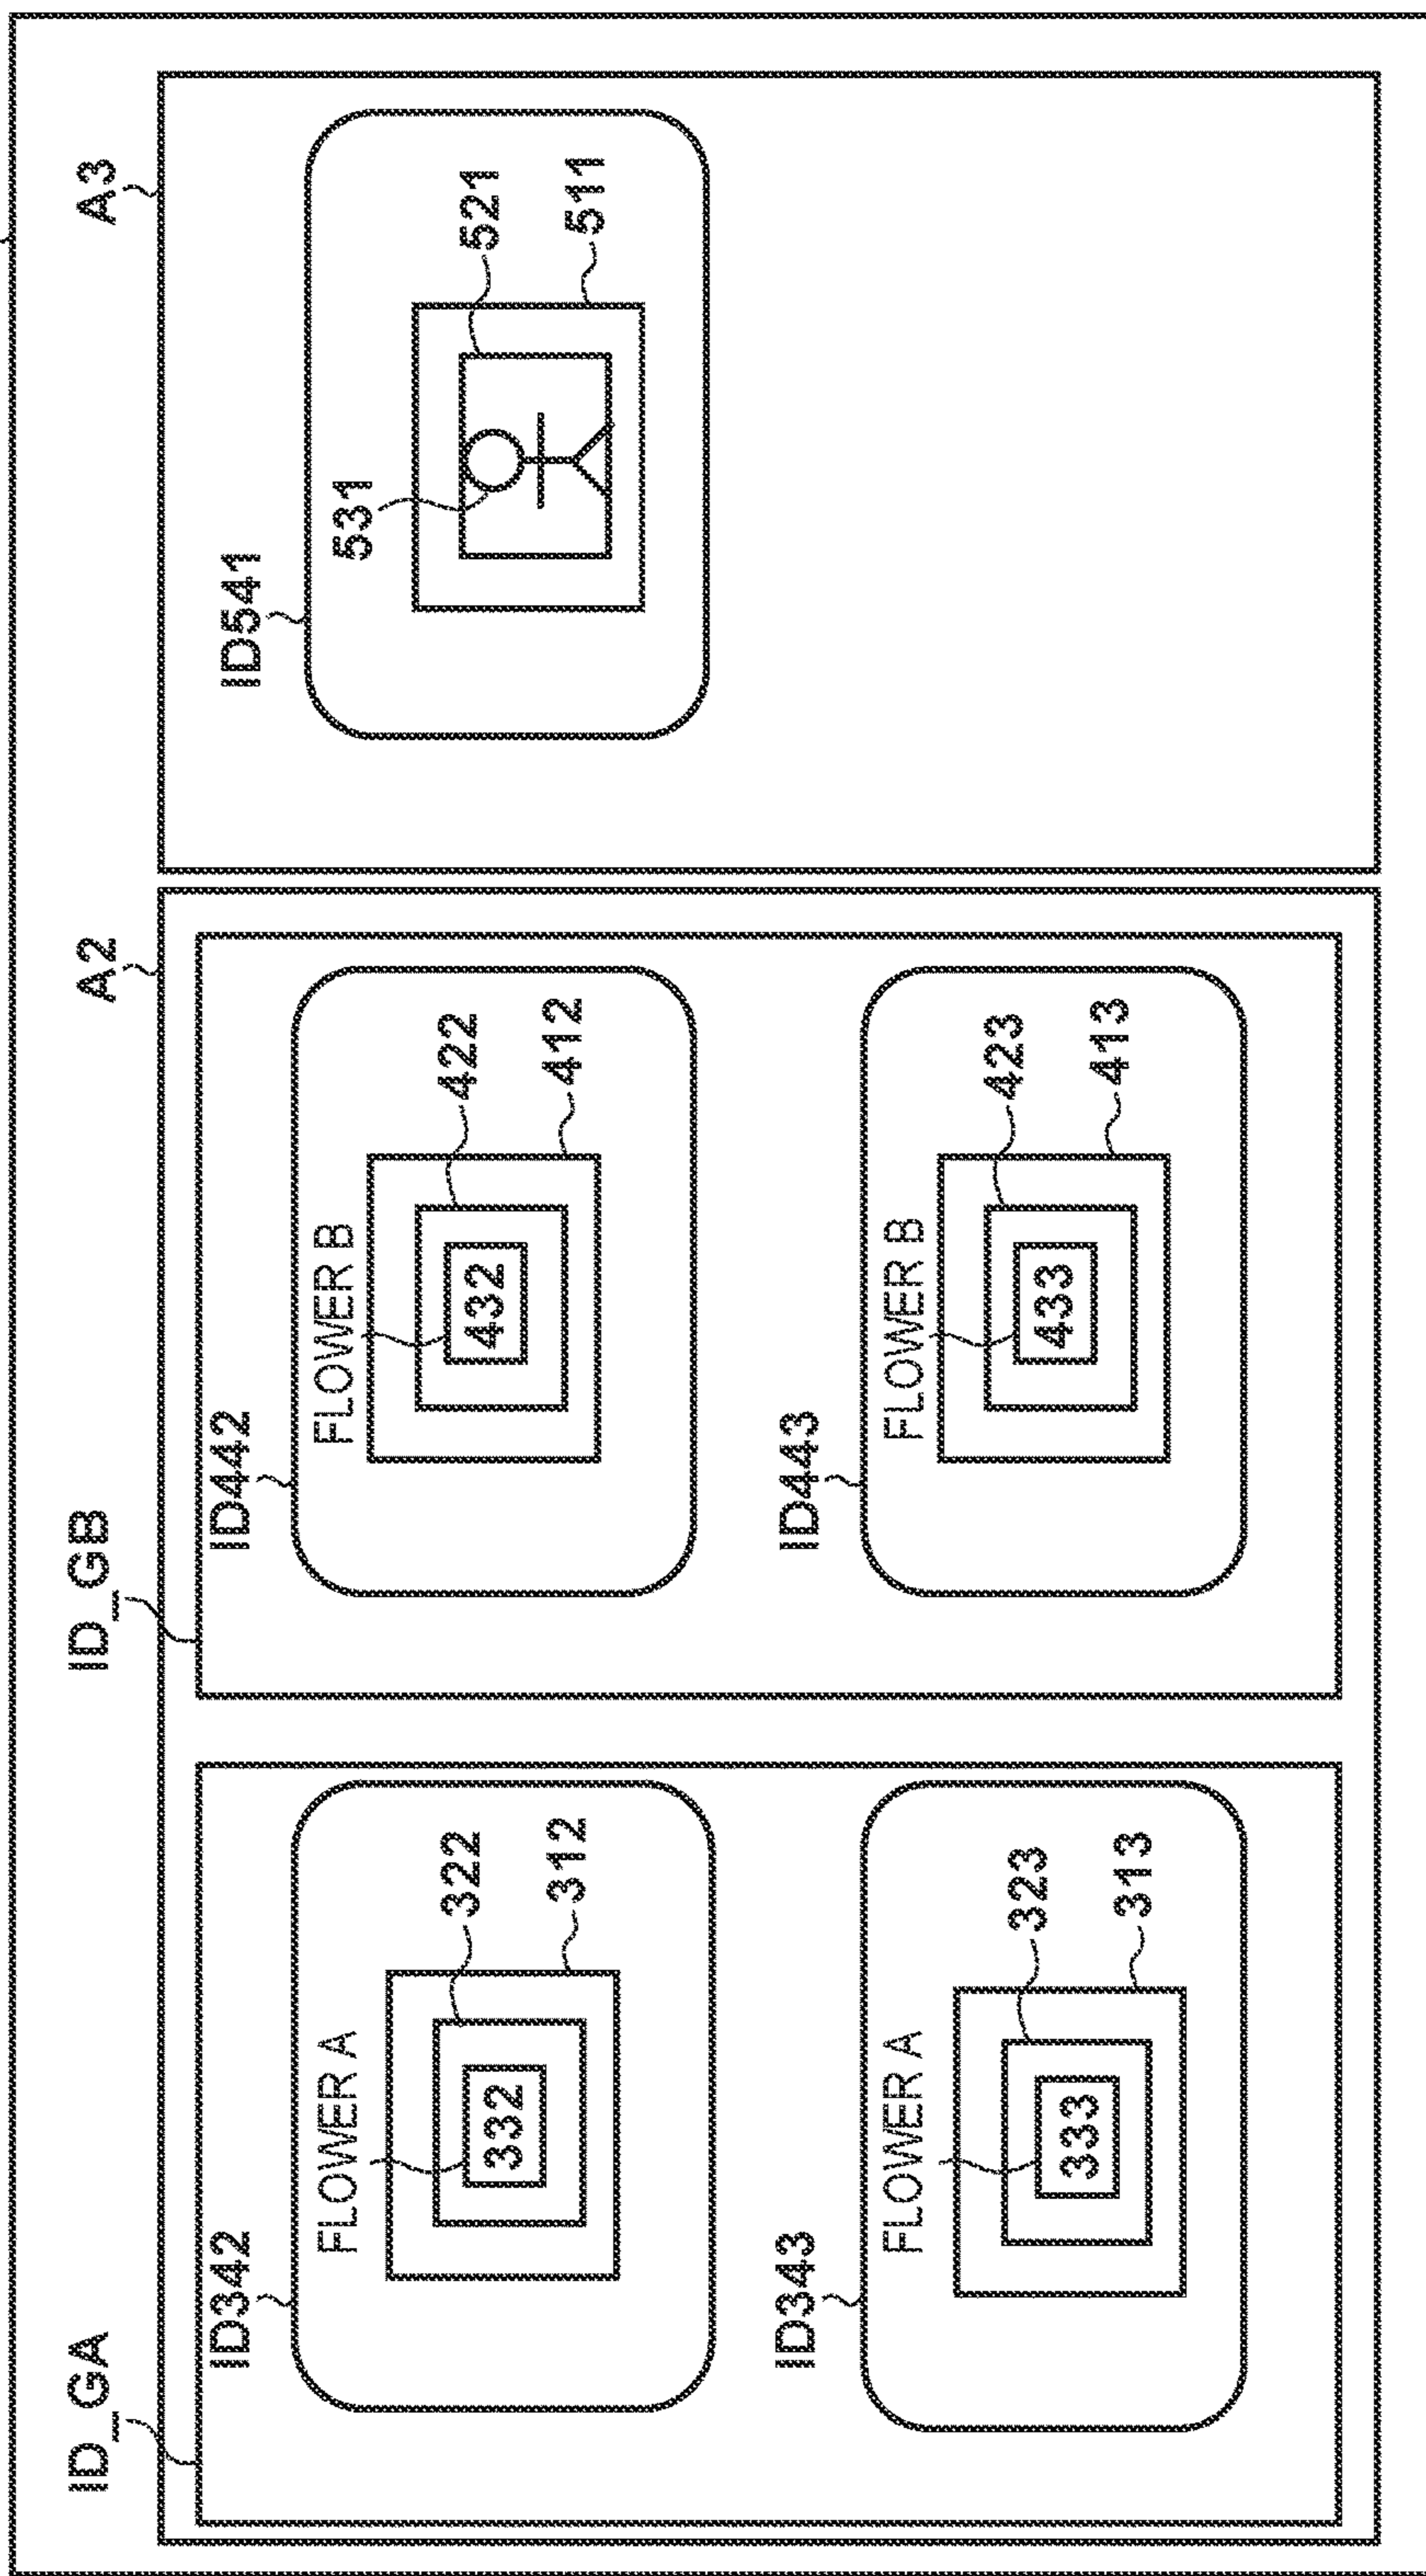 ID_GA
ID_GB
A2
A3
ID342
FLOWER A
332
322
312
ID343
FLOWER A
333
323
313
ID442
FLOWER B
432
422
412
ID443
FLOWER B
433
423
413
ID541
531
521
511